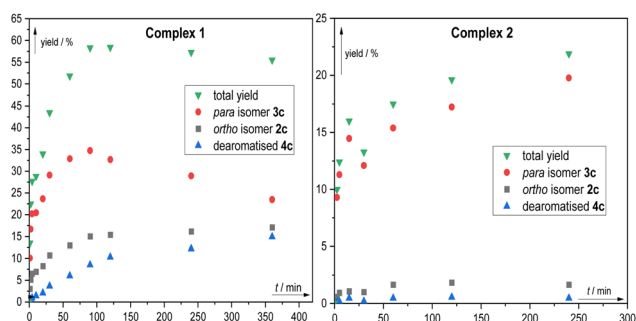 Complex 1
yield / %
65
60
55
50
45
40
35
30
25
20
15
10
5
0
total yield
para isomer 3c
ortho isomer 2c
dearomatised 4c
t / min
0 50 100 150 200 250 300 350 400
Complex 2
yield / %
25
20
15
10
5
0
total yield
para isomer 3c
ortho isomer 2c
dearomatised 4c
t / min
0 50 100 150 200 250 300